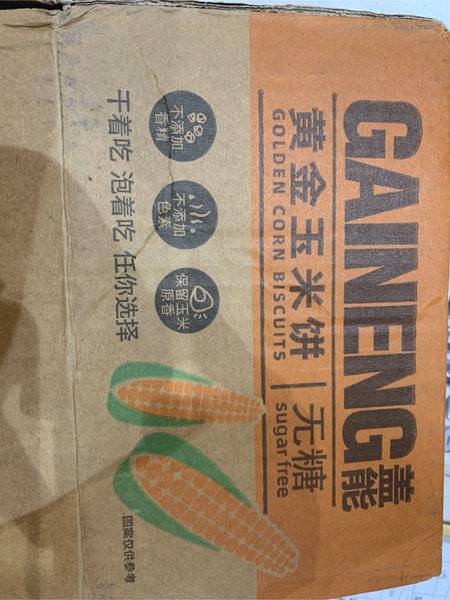 GAINENG 盖能
黄金玉米饼 | 无糖
GOLDEN CORN BISCUITS sugar free
不添加
香精
不添加
色素
保留玉米
原香
干着吃 泡着吃 任你选择
图案仅供参考